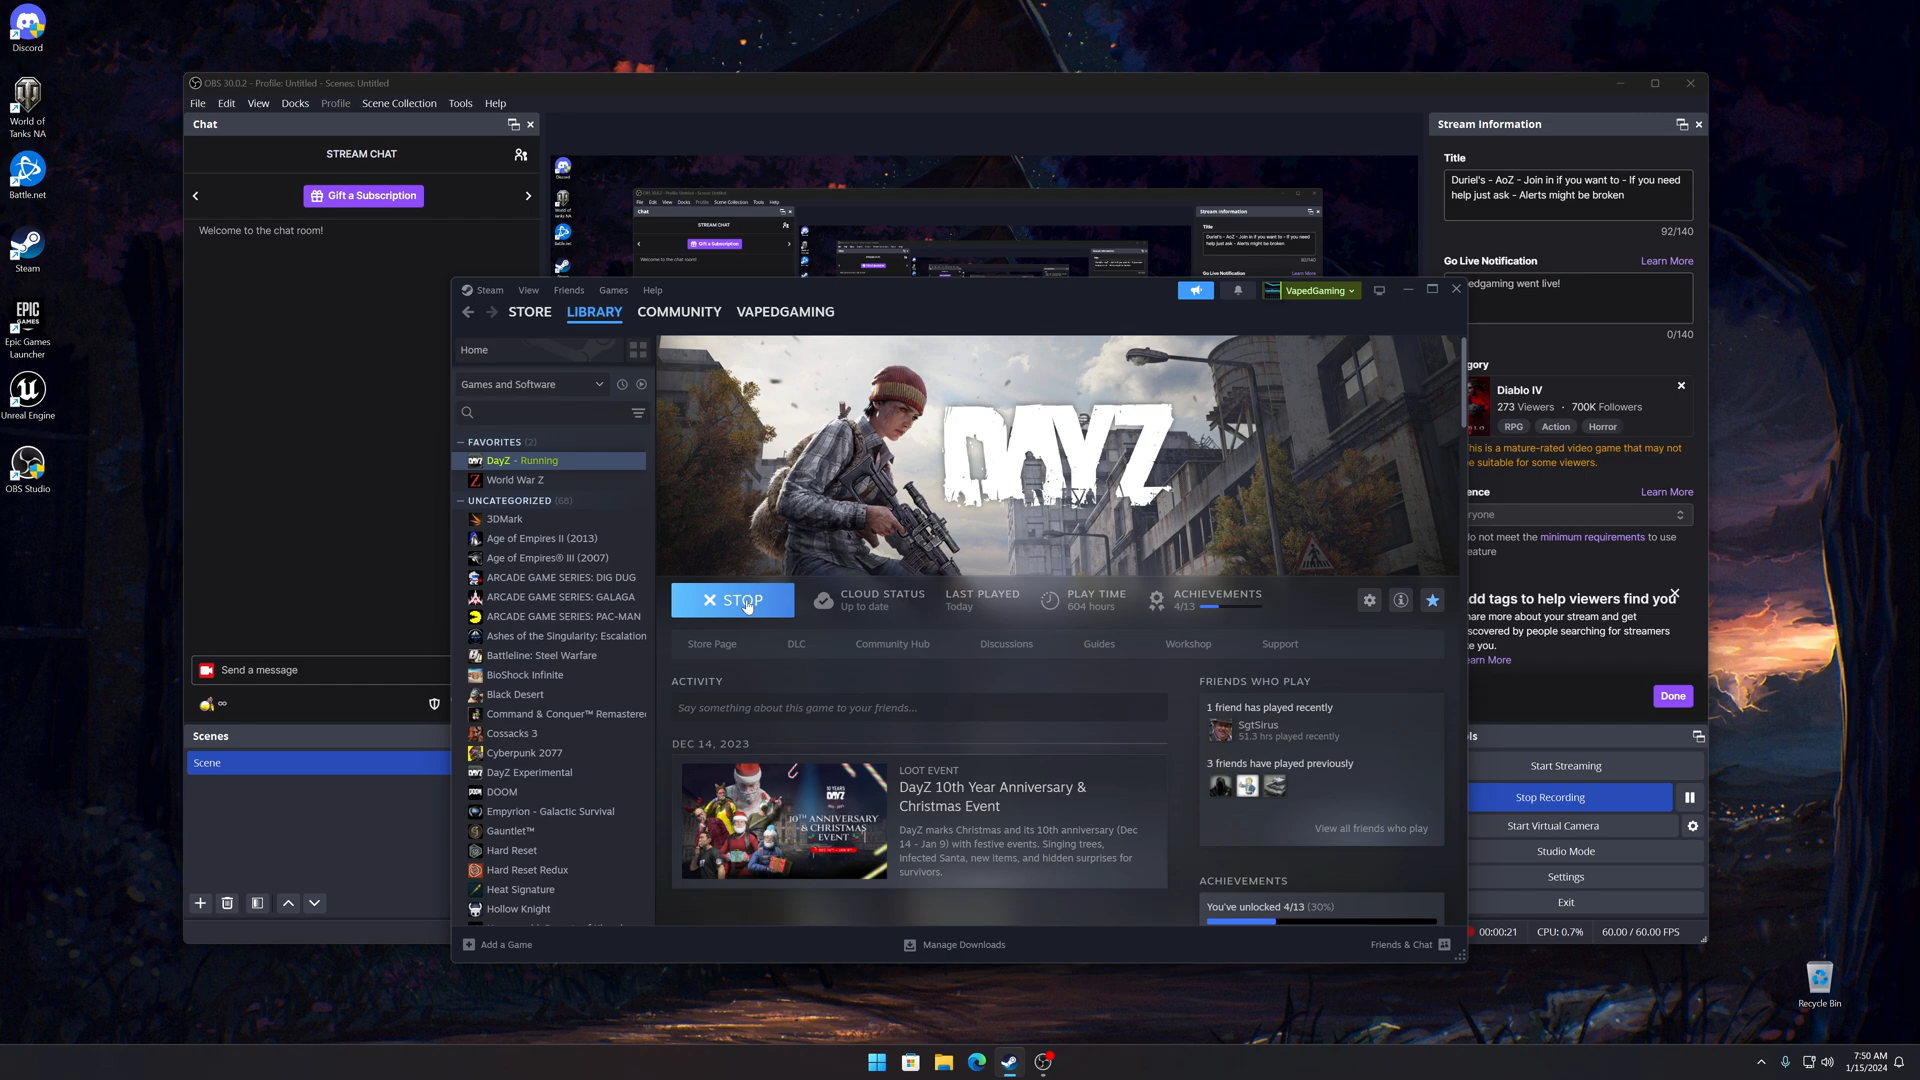 Discord
World of
Tanks NA
Battle.net
Steam
Epic Games
Launcher
Unreal Engine
OBS Studio
OBS 30.0.2 - Profile: Untitled - Scenes: Untitled
File Edit View Docks Profile Scene Collection Tools Help
Chat
STREAM CHAT
Gift a Subscription
Welcome to the chat room!
Send a message
Scenes
Scene
Stream Information
Title
Duriel's - AoZ - Join in if you want to - If you need
help just ask - Alerts might be broken
92/140
Go Live Notification
Learn More
edgaming went live!
0/140
gory
Diablo IV
273 Viewers · 700K Followers
RPG Action Horror
his is a mature-rated video game that may not
e suitable for some viewers.
ence
Learn More
ryone
o not meet the minimum requirements to use
eature
dd tags to help viewers find you
hare more about your stream and get
scovered by people searching for streamers
e you.
earn More
Done
ls
Start Streaming
Stop Recording
Start Virtual Camera
Studio Mode
Settings
Exit
00:00:21 CPU: 0.7% 60.00 / 60.00 FPS
Steam View Friends Games Help
VapedGaming
STORE LIBRARY COMMUNITY VAPEDGAMING
Home
Games and Software
FAVORITES (2)
DayZ - Running
World War Z
UNCATEGORIZED (68)
3DMark
Age of Empires II (2013)
Age of Empires® III (2007)
ARCADE GAME SERIES: DIG DUG
ARCADE GAME SERIES: GALAGA
ARCADE GAME SERIES: PAC-MAN
Ashes of the Singularity: Escalation
Battleline: Steel Warfare
BioShock Infinite
Black Desert
Command & Conquer™ Remastere
Cossacks 3
Cyberpunk 2077
DayZ Experimental
DOOM
Empyrion - Galactic Survival
Gauntlet™
Hard Reset
Hard Reset Redux
Heat Signature
Hollow Knight
DAYZ
STOP
CLOUD STATUS
Up to date
LAST PLAYED
Today
PLAY TIME
604 hours
ACHIEVEMENTS
4/13
Store Page DLC Community Hub Discussions Guides Workshop Support
ACTIVITY
Say something about this game to your friends...
DEC 14, 2023
10 YEARS
DAYZ
10TH ANNIVERSARY
& CHRISTMAS
EVENT
LOOT EVENT
DayZ 10th Year Anniversary &
Christmas Event
DayZ marks Christmas and its 10th anniversary (Dec
14 - Jan 9) with festive events. Singing trees,
Infected Santa, new items, and hidden surprises for
survivors.
FRIENDS WHO PLAY
1 friend has played recently
SgtSirus
51.3 hrs played recently
3 friends have played previously
View all friends who play
ACHIEVEMENTS
You've unlocked 4/13 (30%)
Add a Game
Manage Downloads
Friends & Chat
Recycle Bin
7:50 AM
1/15/2024